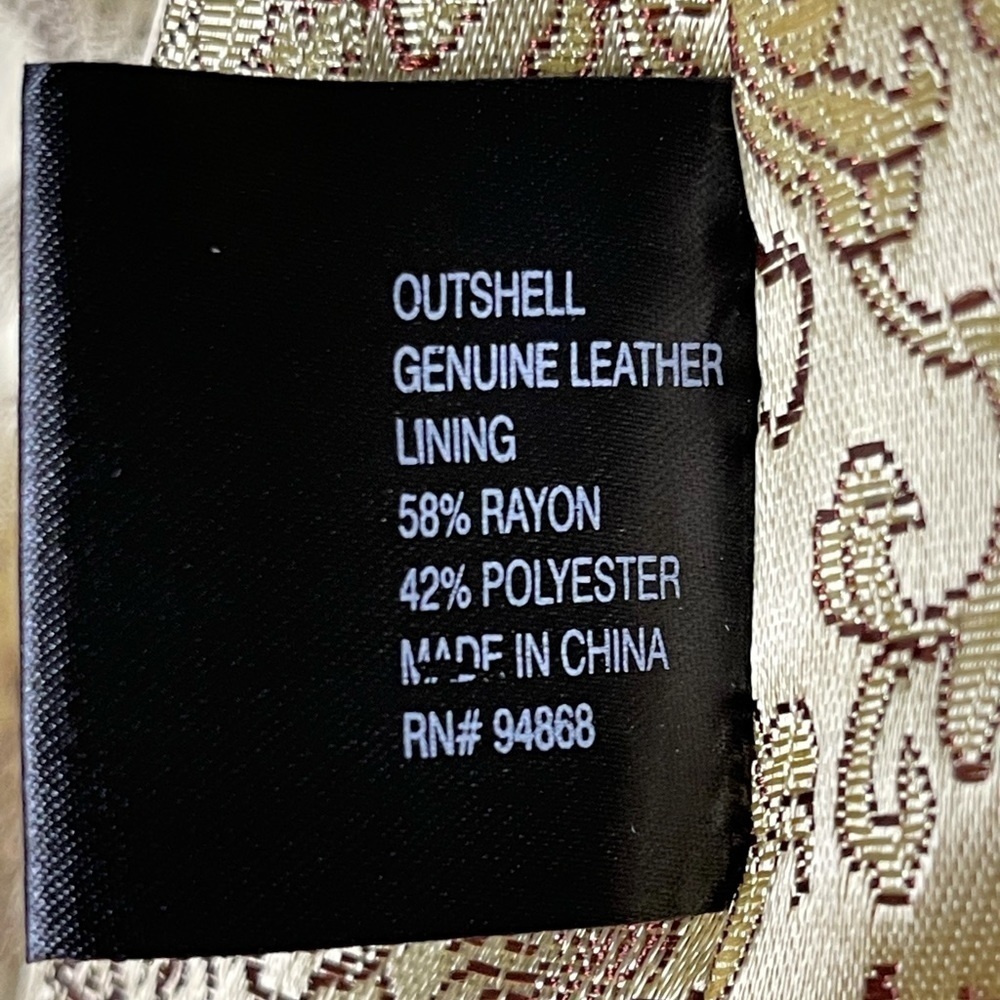 OUTSHELL
GENUINE LEATHER
LINING
58% RAYON
42% POLYESTER
MADE IN CHINA
RN# 94868